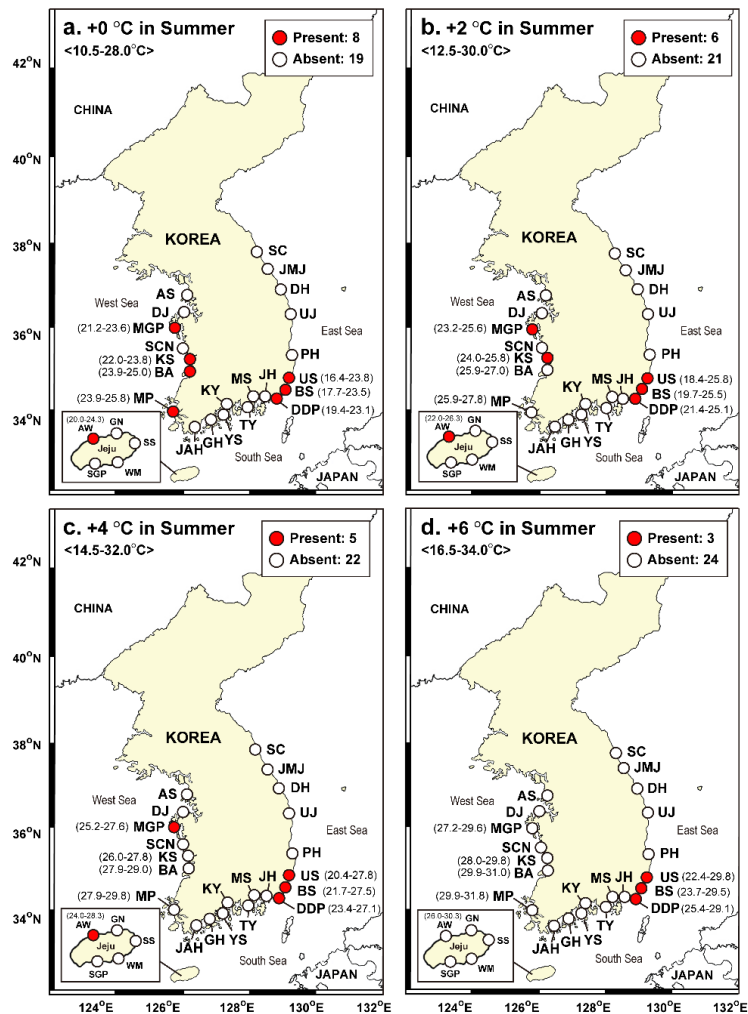 a. +0 °C in Summer
<10.5-28.0°C>
Present: 8
Absent: 19
42°N
40°N
38°N
36°N
34°N
CHINA
KOREA
SC
JMJ
DH
UJ
PH
West Sea
East Sea
AS
DJ
MGP
(21.2-23.6)
SCN
(22.0-23.8) KS
(23.9-25.0) BA
MP
(23.9-25.8)
US (16.4-23.8)
BS (17.7-23.5)
DDP (19.4-23.1)
MS JH
KY
TY
JAH GH YS
South Sea
JAPAN
(20.0-24.3)
AW GN
SS
Jeju
SGP WM
b. +2 °C in Summer
<12.5-30.0°C>
Present: 6
Absent: 21
CHINA
KOREA
SC
JMJ
DH
UJ
PH
West Sea
East Sea
AS
DJ
(23.2-25.6) MGP
SCN
(24.0-25.8) KS
(25.9-27.0) BA
(25.9-27.8)
MP
US (18.4-25.8)
BS (19.7-25.5)
DDP (21.4-25.1)
MS JH
KY
TY
JAH GH YS
South Sea
JAPAN
(22.0-26.3)
AW GN
SS
Jeju
SGP WM
c. +4 °C in Summer
<14.5-32.0°C>
Present: 5
Absent: 22
42°N
40°N
38°N
36°N
34°N
CHINA
KOREA
SC
JMJ
DH
UJ
PH
West Sea
East Sea
AS
DJ
(25.2-27.6) MGP
SCN
(26.0-27.8) KS
(27.9-29.0) BA
(27.9-29.8)
MP
US (20.4-27.8)
BS (21.7-27.5)
DDP (23.4-27.1)
MS JH
KY
TY
JAH GH YS
South Sea
JAPAN
(24.0-28.3)
AW GN
SS
Jeju
SGP WM
124°E 126°E 128°E 130°E 132°E
d. +6 °C in Summer
<16.5-34.0°C>
Present: 3
Absent: 24
CHINA
KOREA
SC
JMJ
DH
UJ
PH
West Sea
East Sea
AS
DJ
(27.2-29.6) MGP
SCN
(28.0-29.8) KS
(29.9-31.0) BA
(29.9-31.8)
MP
US (22.4-29.8)
BS (23.7-29.5)
DDP (25.4-29.1)
MS JH
KY
TY
JAH GH YS
South Sea
JAPAN
(26.0-30.3)
AW GN
SS
Jeju
SGP WM
124°E 126°E 128°E 130°E 132°E